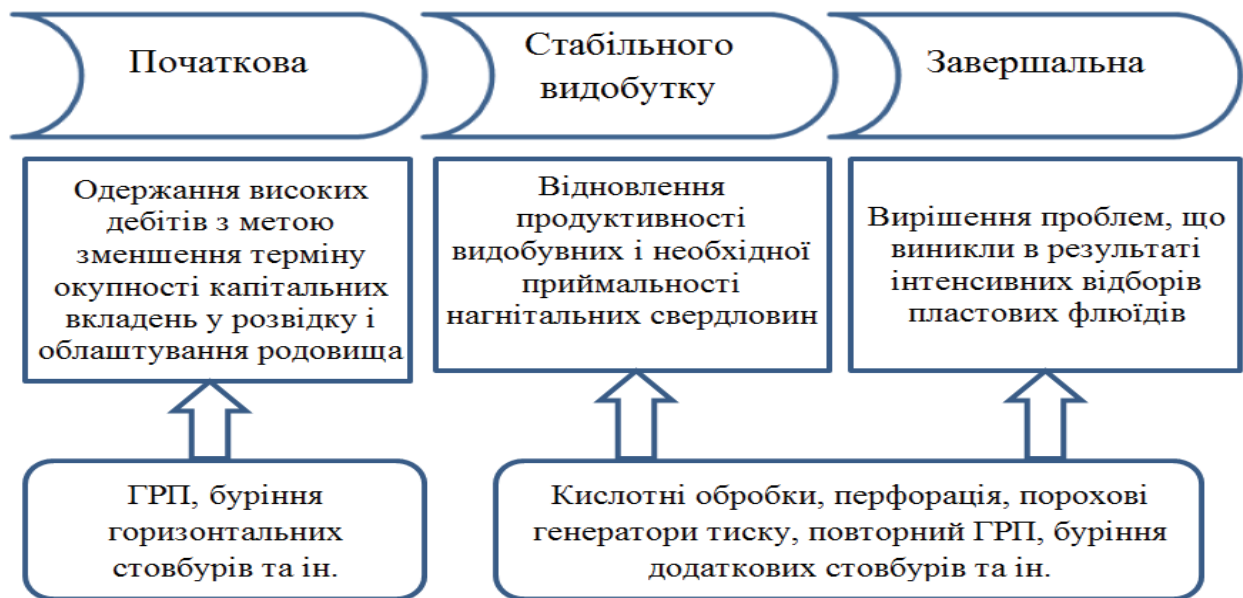 Початкова
Стабільного
видобутку
Завершальна
Одержання високих
дебітів з метою
зменшення терміну
окупності капітальних
вкладень у розвідку і
облаштування родовища
Відновлення
продуктивності
видобувних і необхідної
приймальності
нагнітальних свердловин
Вирішення проблем, що
виникли в результаті
інтенсивних відборів
пластових флюїдів
ГРП, буріння
горизонтальних
стовбурів та ін.
Кислотні обробки, перфорація, порохові
генератори тиску, повторний ГРП, буріння
додаткових стовбурів та ін.